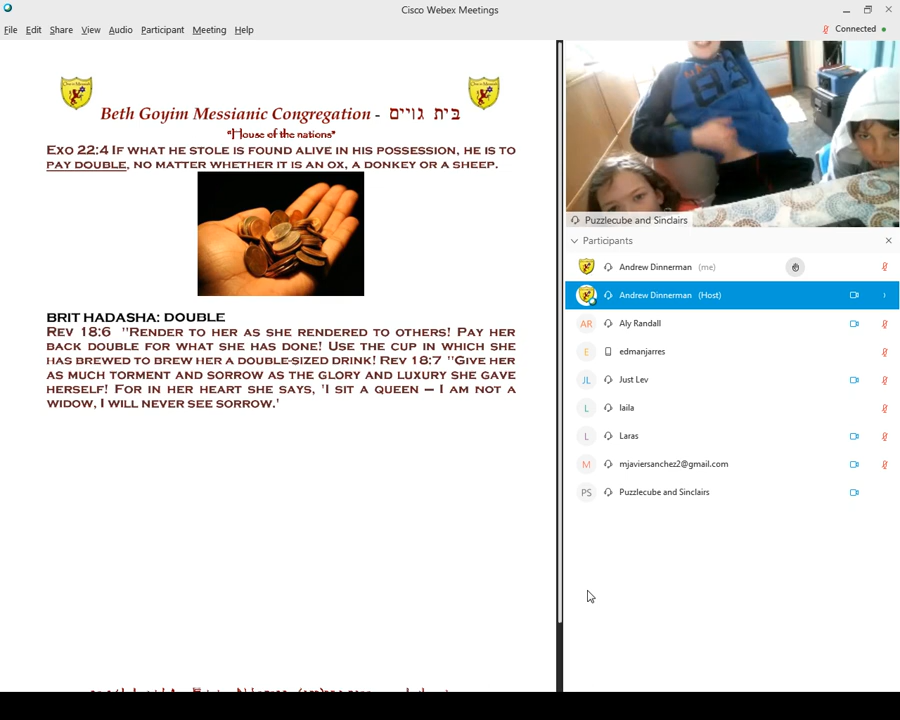 Cisco Webex Meetings
File Edit Share View Audio Participant Meeting Help
Connected
Beth Goyim Messianic Congregation - בית גויים
"House of the nations"
EXO 22:4 IF WHAT HE STOLE IS FOUND ALIVE IN HIS POSSESSION, HE IS TO
PAY DOUBLE, NO MATTER WHETHER IT IS AN OX, A DONKEY OR A SHEEP.
BRIT HADASHA: DOUBLE
REV 18:6 "RENDER TO HER AS SHE RENDERED TO OTHERS! PAY HER
BACK DOUBLE FOR WHAT SHE HAS DONE! USE THE CUP IN WHICH SHE
HAS BREWED TO BREW HER A DOUBLE-SIZED DRINK! REV 18:7 "GIVE HER
AS MUCH TORMENT AND SORROW AS THE GLORY AND LUXURY SHE GAVE
HERSELF! FOR IN HER HEART SHE SAYS, 'I SIT A QUEEN – I AM NOT A
WIDOW, I WILL NEVER SEE SORROW.'
Puzzlecube and Sinclairs
Participants
Andrew Dinnerman (me)
Andrew Dinnerman (Host)
AR Aly Randall
E edmanjarres
JL Just Lev
L laila
L Laras
M mjaviersanchez2@gmail.com
PS Puzzlecube and Sinclairs